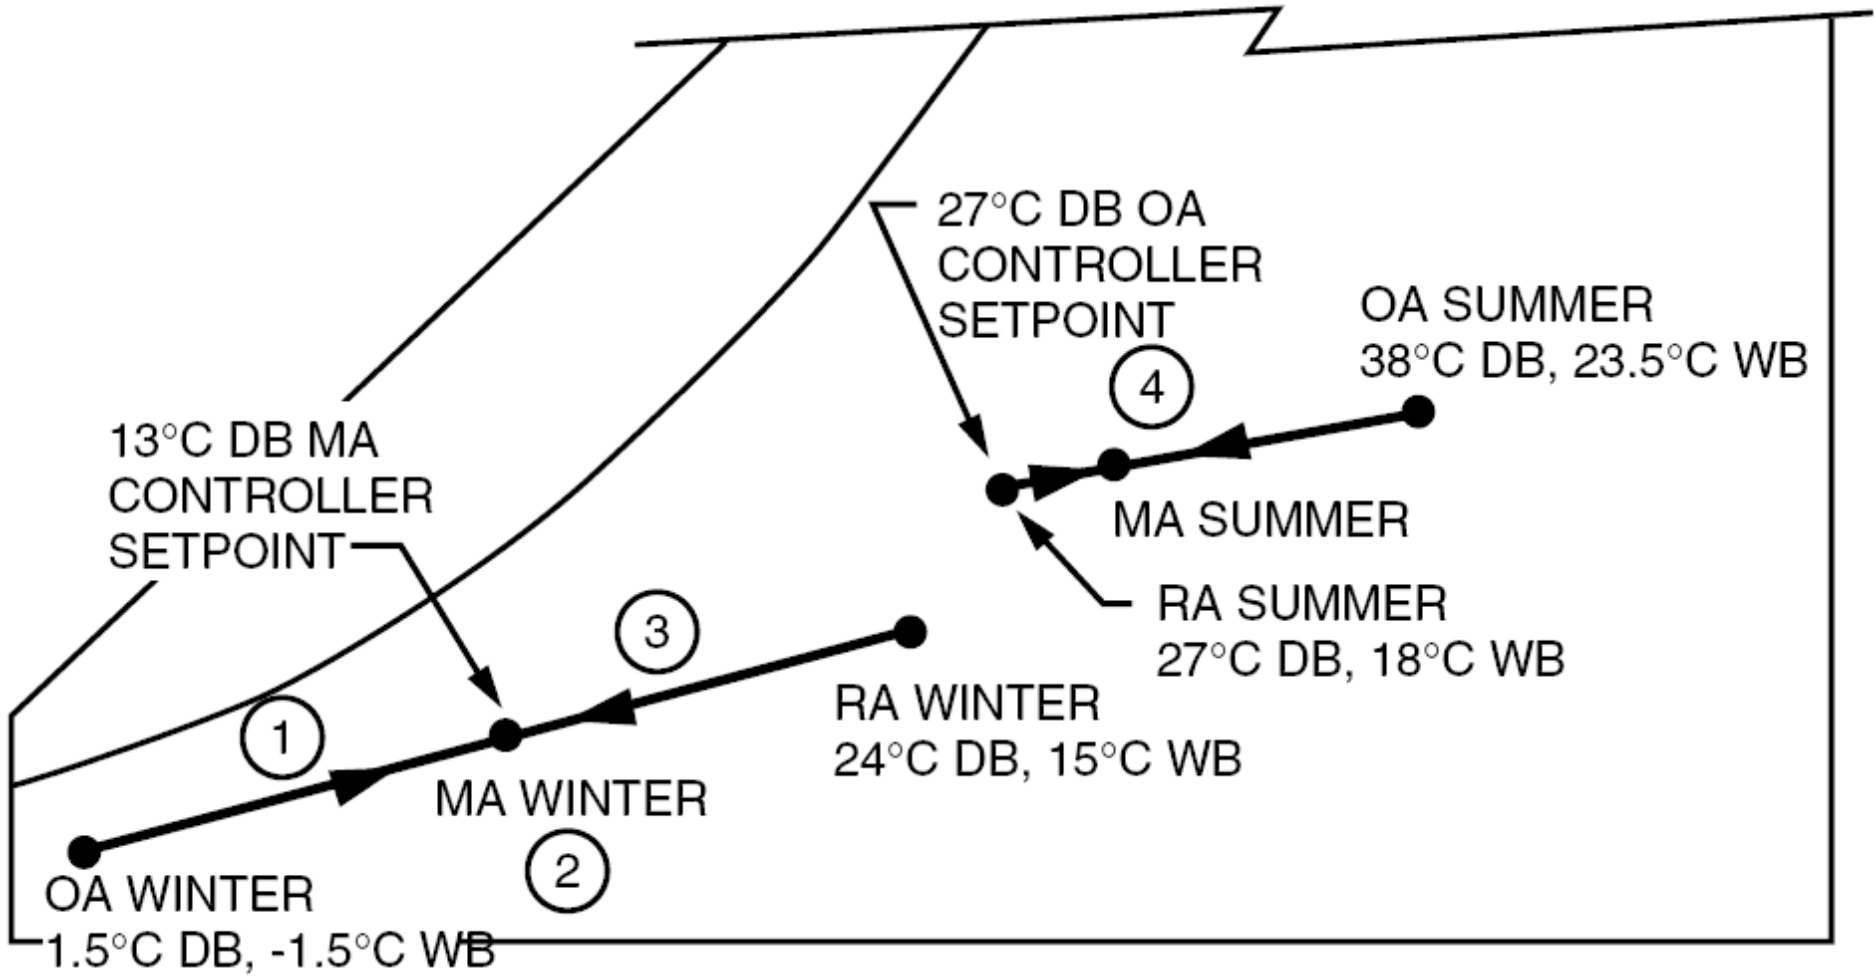 27°C DB OA
CONTROLLER
SETPOINT
OA SUMMER
38°C DB, 23.5°C WB
4
13°C DB MA
CONTROLLER
SETPOINT
MA SUMMER
RA SUMMER
27°C DB, 18°C WB
3
RA WINTER
24°C DB, 15°C WB
1
MA WINTER
2
OA WINTER
1.5°C DB, -1.5°C WB